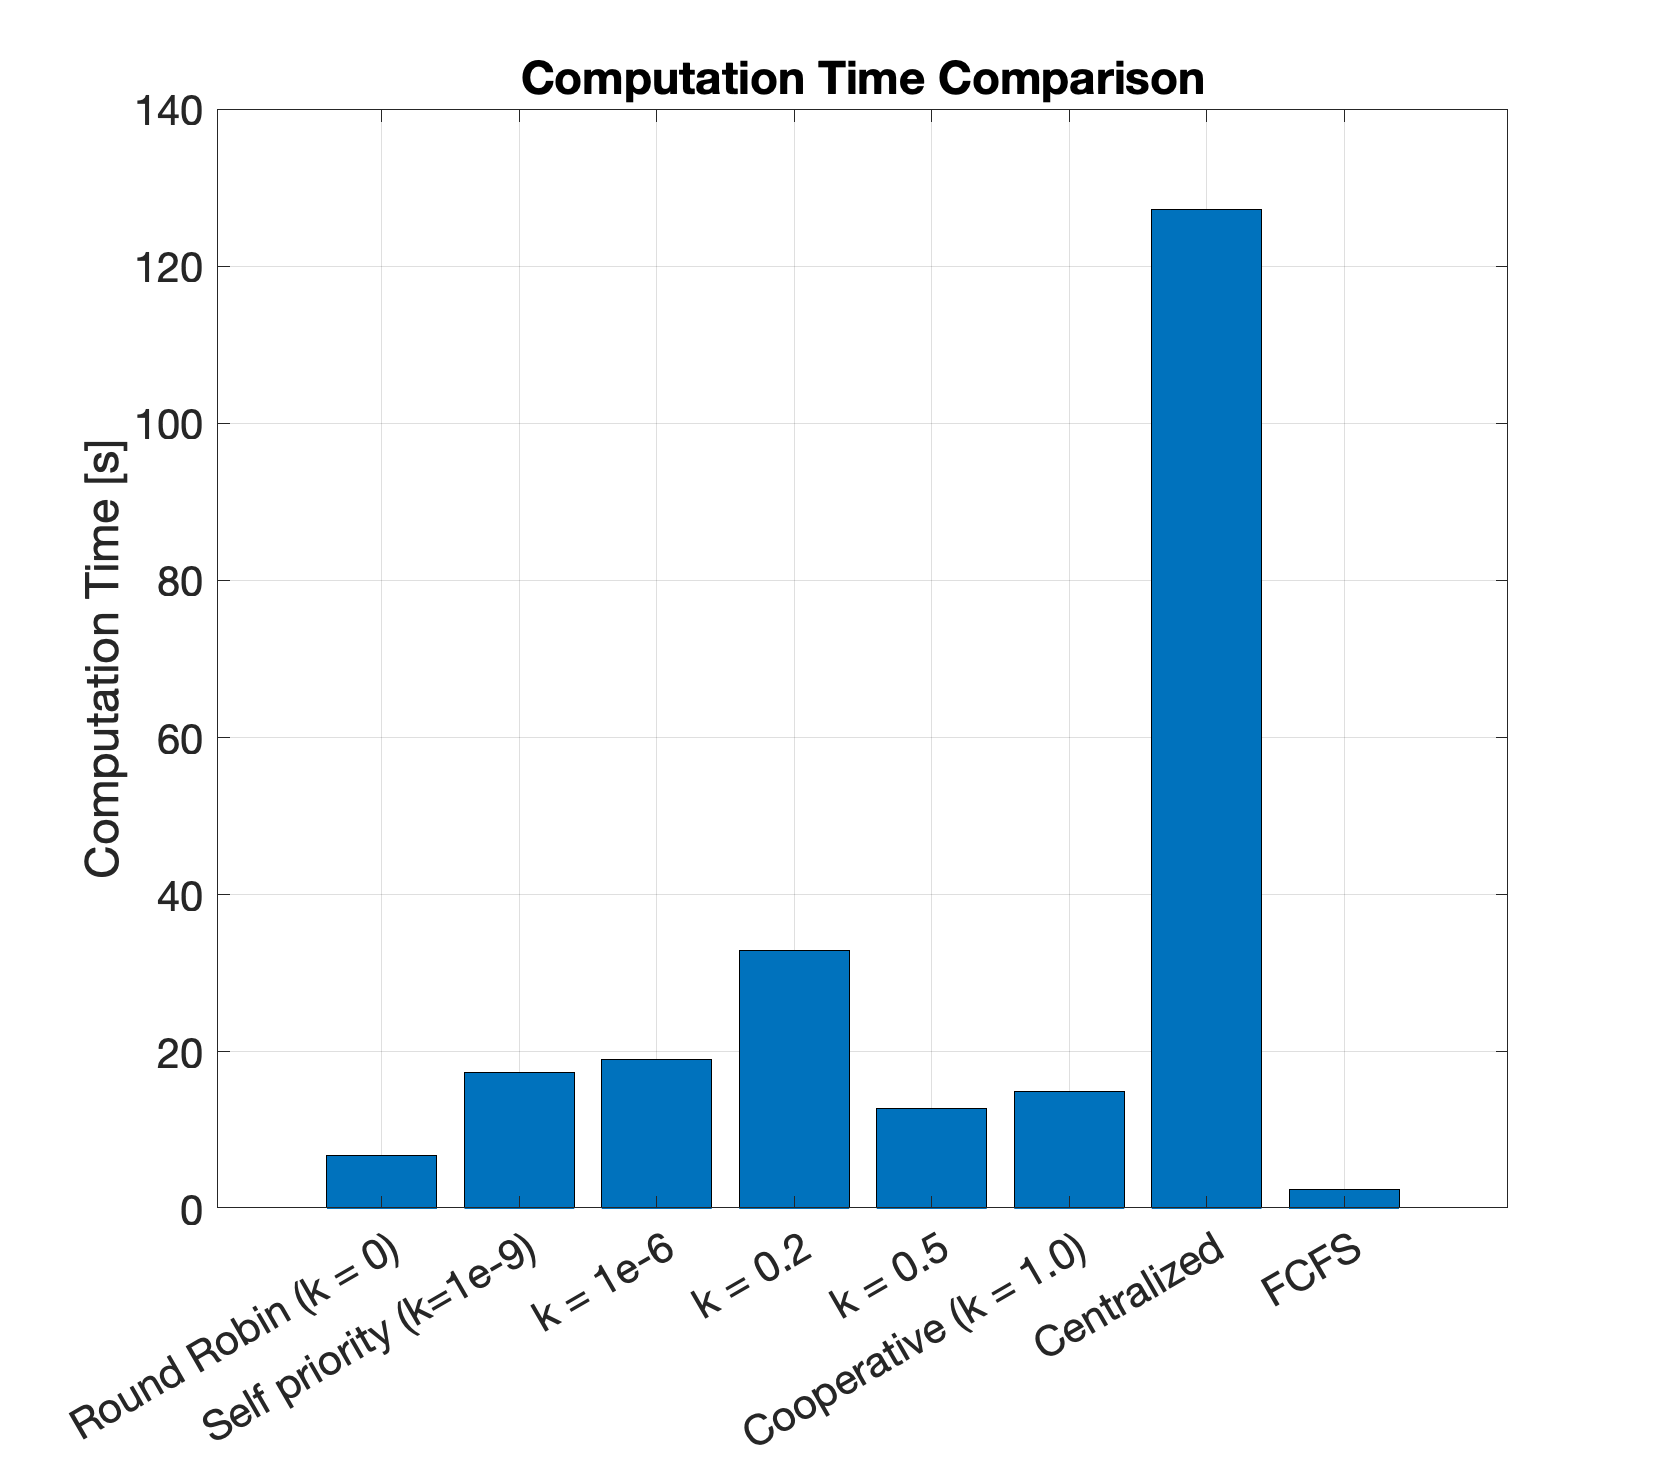 Computation Time Comparison
Computation Time [s]
140
120
100
80
60
40
20
0
Round Robin (k = 0)
Self priority (k=1e-9)
k = 1e-6
k = 0.2
k = 0.5
Cooperative (k = 1.0)
Centralized
FCFS